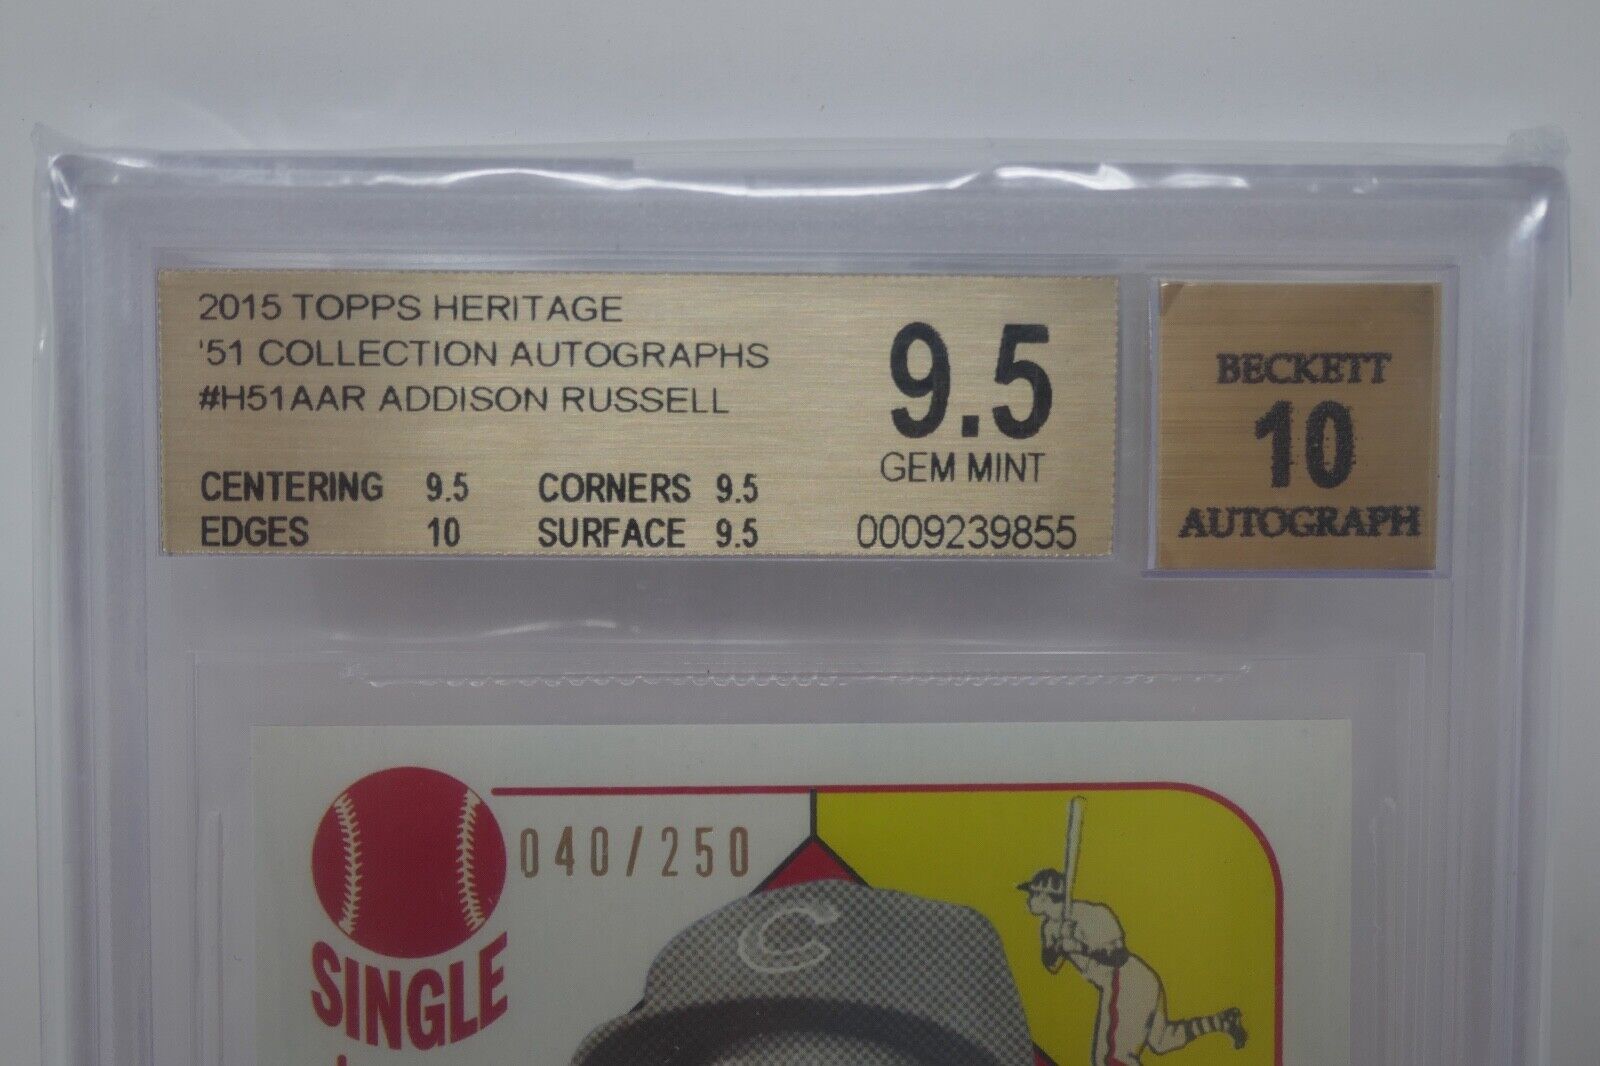 2015 TOPPS HERITAGE
'51 COLLECTION AUTOGRAPHS
#H51AAR ADDISON RUSSELL
CENTERING 9.5 CORNERS 9.5
EDGES 10 SURFACE 9.5
9.5
GEM MINT
0009239855
BECKETT
10
AUTOGRAPH
040/250
SINGLE
C